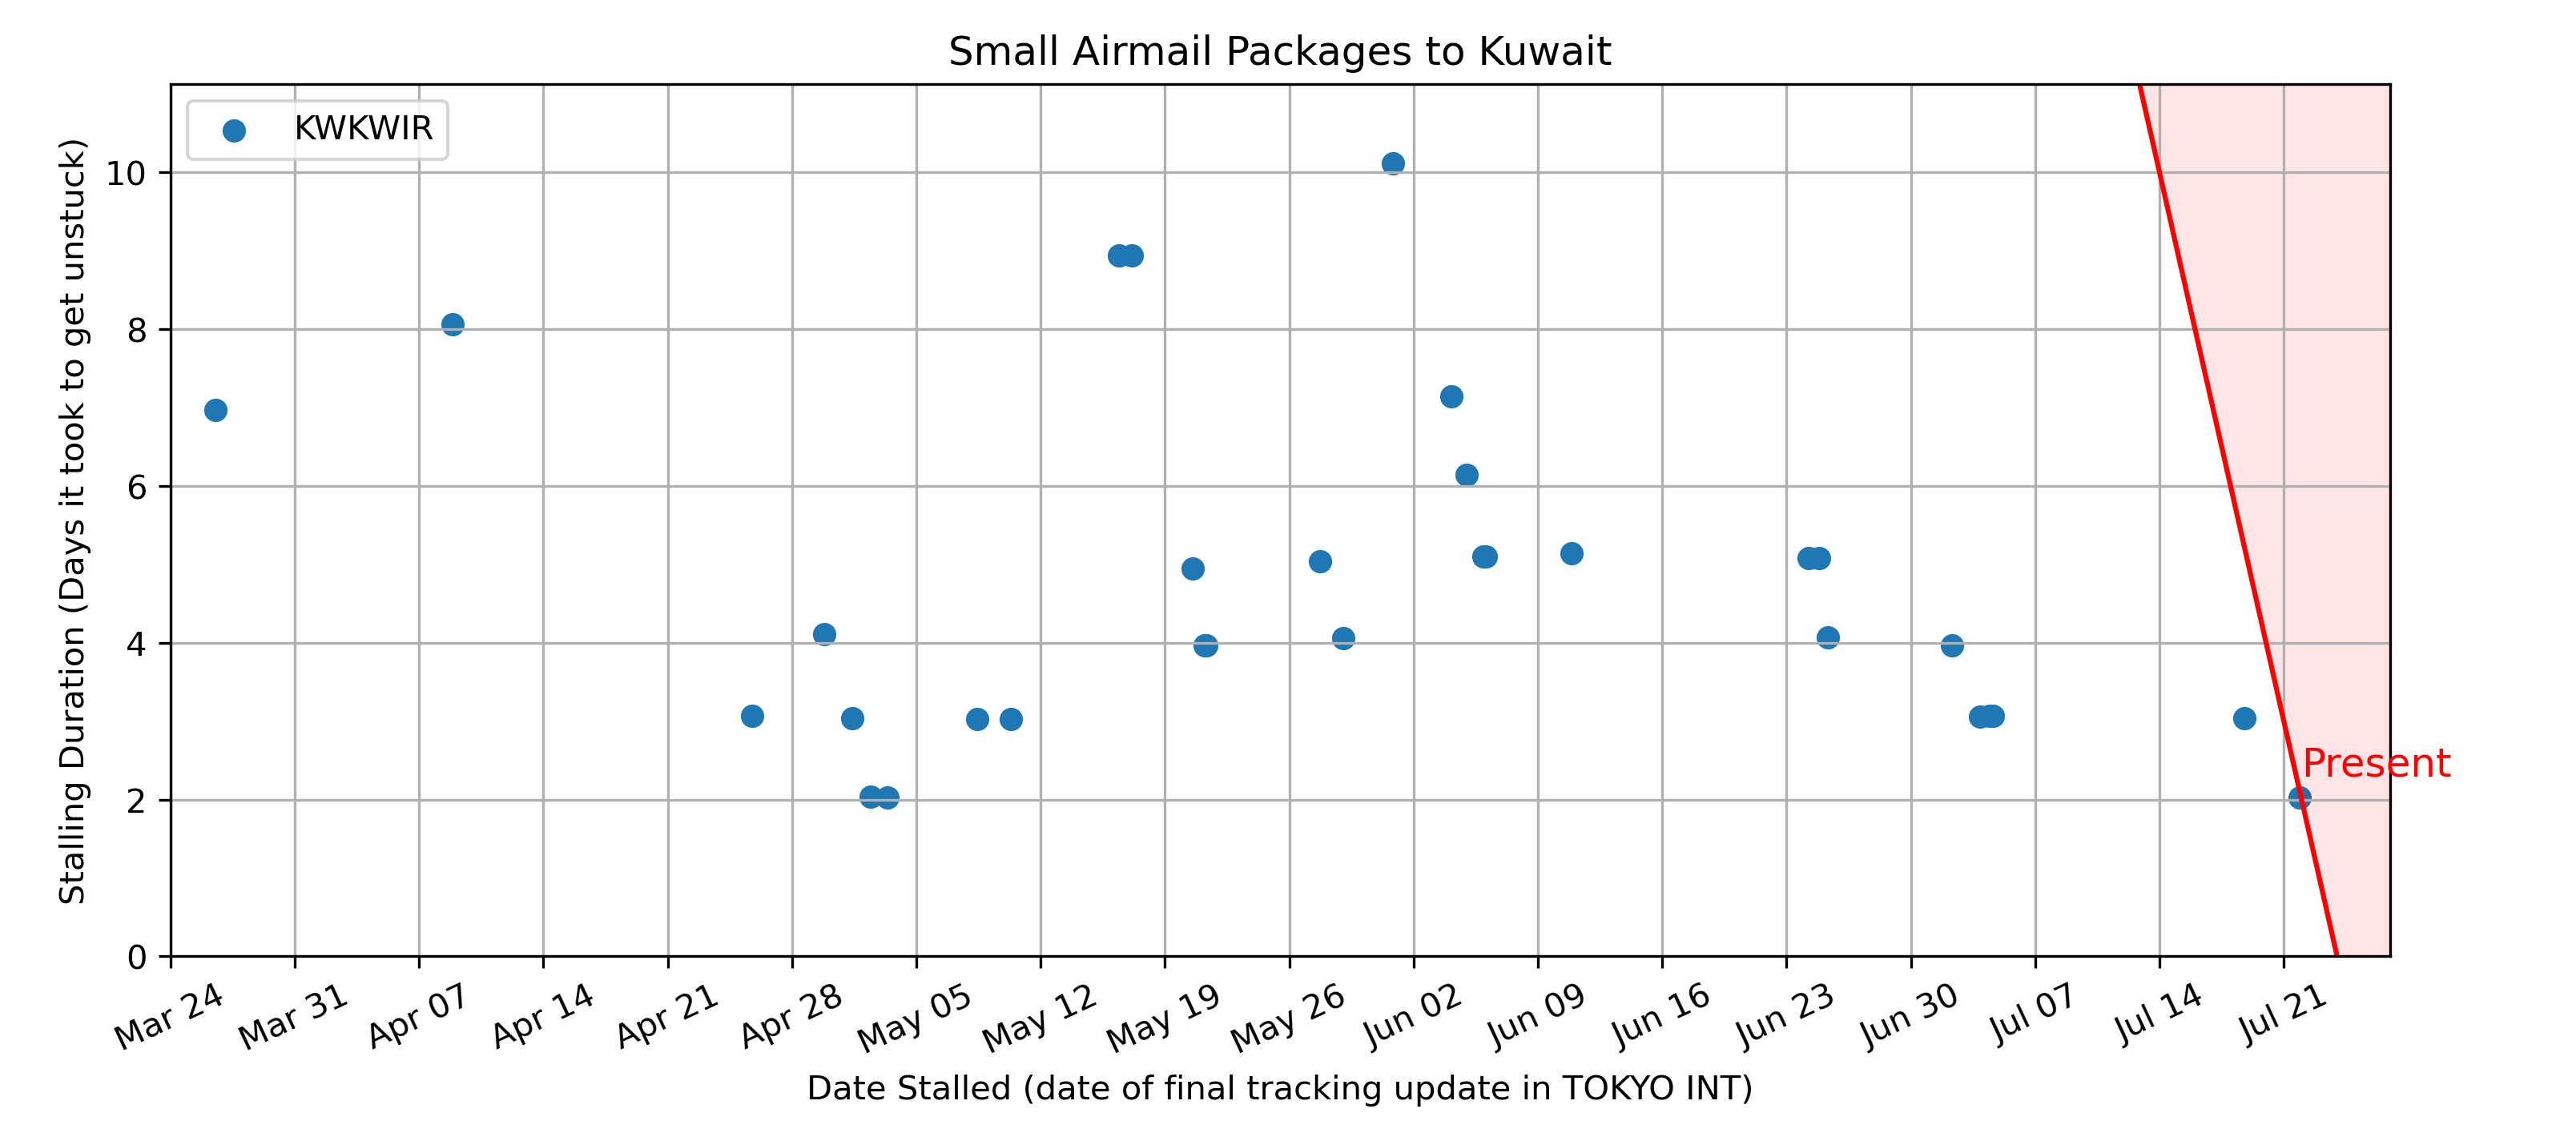 Small Airmail Packages to Kuwait
KWKWIR
Stalling Duration (Days it took to get unstuck)
10
8
6
4
2
0
Present
Mar 24
Mar 31
Apr 07
Apr 14
Apr 21
Apr 28
May 05
May 12
May 19
May 26
Jun 02
Jun 09
Jun 16
Jun 23
Jun 30
Jul 07
Jul 14
Jul 21
Date Stalled (date of final tracking update in TOKYO INT)